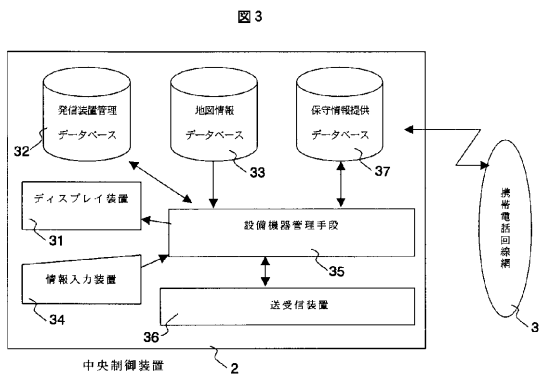 図3
発信装置管理
データベース
32
地図情報
データベース
33
保守情報提供
データベース
37
ディスプレイ装置
31
設備機器管理手段
35
情報入力装置
34
送受信装置
36
中央制御装置
2
携帯電話回線網
3